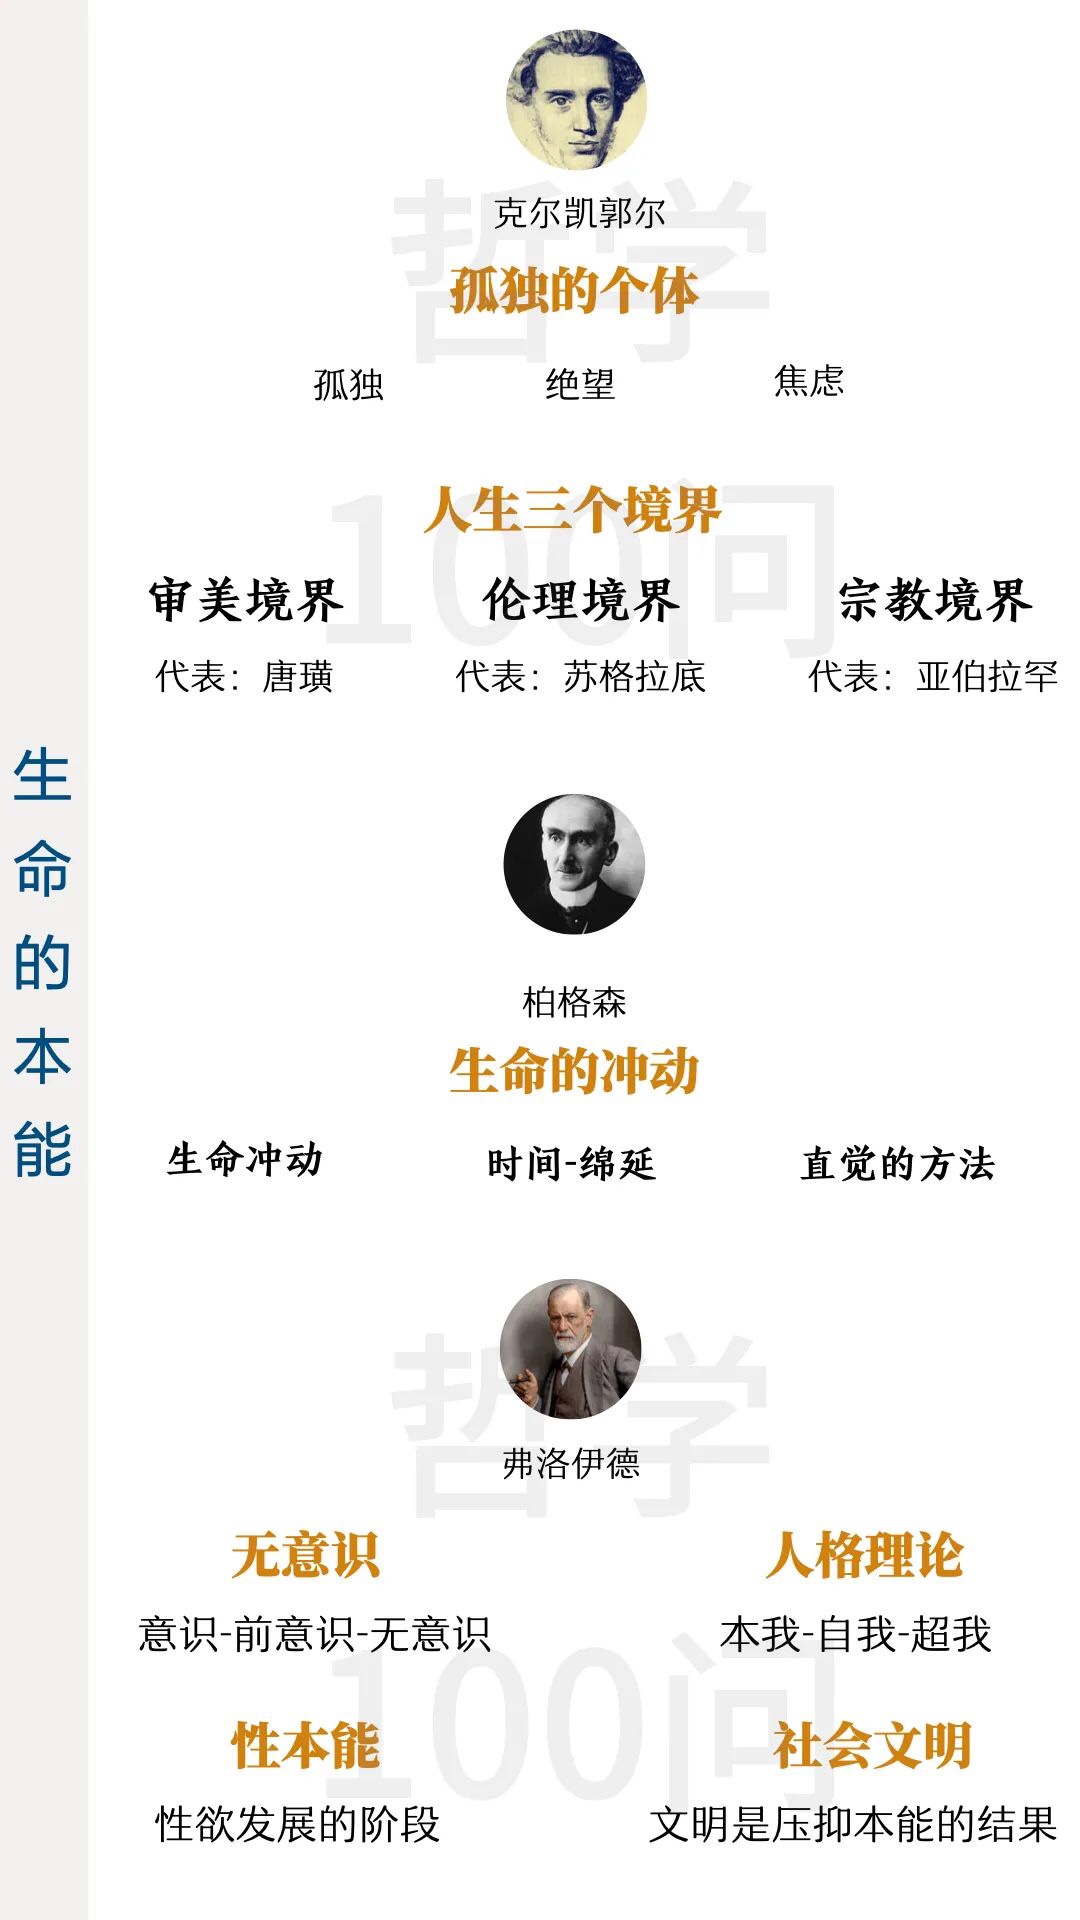 克尔凯郭尔
孤独的个体
孤独 绝望 焦虑
人生三个境界
审美境界 伦理境界 宗教境界
代表：唐璜 代表：苏格拉底 代表：亚伯拉罕
生命的本能
柏格森
生命的冲动
生命冲动 时间-绵延 直觉的方法
弗洛伊德
无意识 人格理论
意识-前意识-无意识 本我-自我-超我
性本能 社会文明
性欲发展的阶段 文明是压抑本能的结果
哲学
100问
哲学
100问